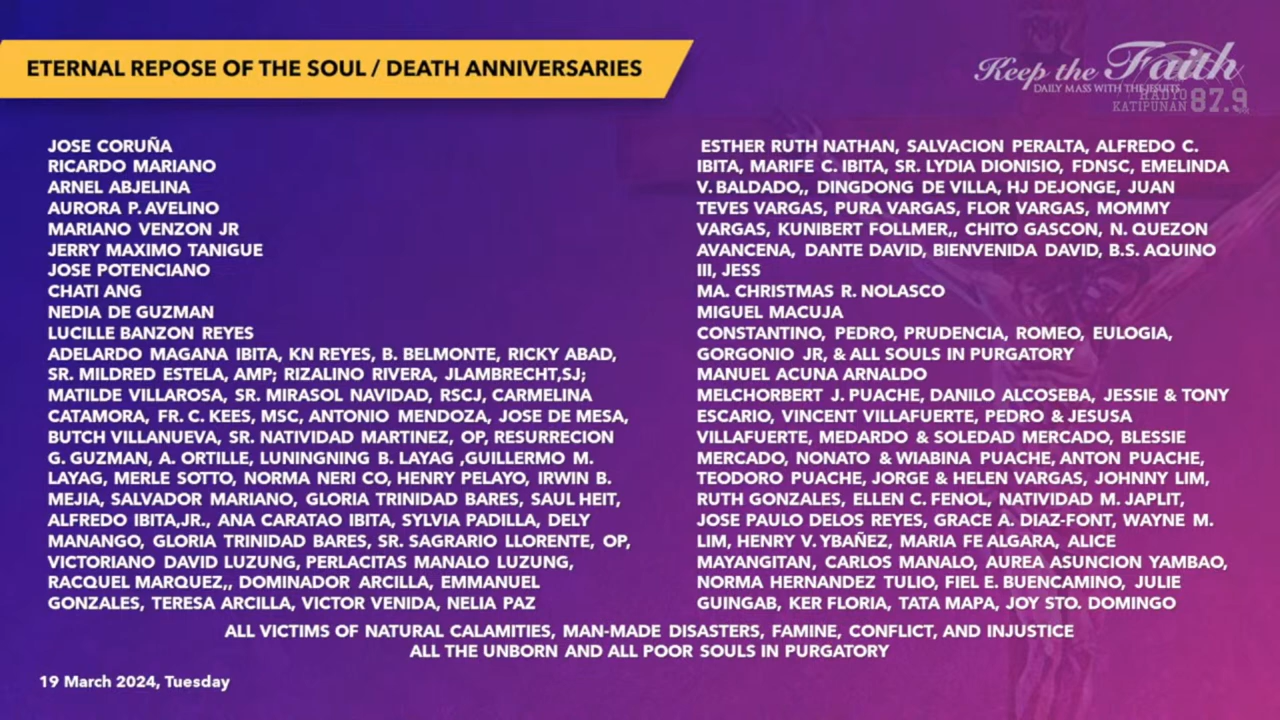 ETERNAL REPOSE OF THE SOUL / DEATH ANNIVERSARIES
Keep the Faith
DAILY MASS WITH THE JESUITS
RADYO
KATIPUNAN 87.9
JOSE CORUÑA
RICARDO MARIANO
ARNEL ABJELINA
AURORA P. AVELINO
MARIANO VENZON JR
JERRY MAXIMO TANIGUE
JOSE POTENCIANO
CHATI ANG
NEDIA DE GUZMAN
LUCILLE BANZON REYES
ADELARDO MAGANA IBITA, KN REYES, B. BELMONTE, RICKY ABAD,
SR. MILDRED ESTELA, AMP; RIZALINO RIVERA, JLAMBRECHT,SJ;
MATILDE VILLAROSA, SR. MIRASOL NAVIDAD, RSCJ, CARMELINA
CATAMORA, FR. C. KEES, MSC, ANTONIO MENDOZA, JOSE DE MESA,
BUTCH VILLANUEVA, SR. NATIVIDAD MARTINEZ, OP, RESURRECION
G. GUZMAN, A. ORTILLE, LUNINGNING B. LAYAG ,GUILLERMO M.
LAYAG, MERLE SOTTO, NORMA NERI CO, HENRY PELAYO, IRWIN B.
MEJIA, SALVADOR MARIANO, GLORIA TRINIDAD BARES, SAUL HEIT,
ALFREDO IBITA,JR., ANA CARATAO IBITA, SYLVIA PADILLA, DELY
MANANGO, GLORIA TRINIDAD BARES, SR. SAGRARIO LLORENTE, OP,
VICTORIANO DAVID LUZUNG, PERLACITAS MANALO LUZUNG,
RACQUEL MARQUEZ,, DOMINADOR ARCILLA, EMMANUEL
GONZALES, TERESA ARCILLA, VICTOR VENIDA, NELIA PAZ
ESTHER RUTH NATHAN, SALVACION PERALTA, ALFREDO C.
IBITA, MARIFE C. IBITA, SR. LYDIA DIONISIO, FDNSC, EMELINDA
V. BALDADO,, DINGDONG DE VILLA, HJ DEJONGE, JUAN
TEVES VARGAS, PURA VARGAS, FLOR VARGAS, MOMMY
VARGAS, KUNIBERT FOLLMER,, CHITO GASCON, N. QUEZON
AVANCENA, DANTE DAVID, BIENVENIDA DAVID, B.S. AQUINO
III, JESS
MA. CHRISTMAS R. NOLASCO
MIGUEL MACUJA
CONSTANTINO, PEDRO, PRUDENCIA, ROMEO, EULOGIA,
GORGONIO JR, & ALL SOULS IN PURGATORY
MANUEL ACUNA ARNALDO
MELCHORBERT J. PUACHE, DANILO ALCOSEBA, JESSIE & TONY
ESCARIO, VINCENT VILLAFUERTE, PEDRO & JESUSA
VILLAFUERTE, MEDARDO & SOLEDAD MERCADO, BLESSIE
MERCADO, NONATO & WIABINA PUACHE, ANTON PUACHE,
TEODORO PUACHE, JORGE & HELEN VARGAS, JOHNNY LIM,
RUTH GONZALES, ELLEN C. FENOL, NATIVIDAD M. JAPLIT,
JOSE PAULO DELOS REYES, GRACE A. DIAZ-FONT, WAYNE M.
LIM, HENRY V. YBAÑEZ, MARIA FE ALGARA, ALICE
MAYANGITAN, CARLOS MANALO, AUREA ASUNCION YAMBAO,
NORMA HERNANDEZ TULIO, FIEL E. BUENCAMINO, JULIE
GUINGAB, KER FLORIA, TATA MAPA, JOY STO. DOMINGO
ALL VICTIMS OF NATURAL CALAMITIES, MAN-MADE DISASTERS, FAMINE, CONFLICT, AND INJUSTICE
ALL THE UNBORN AND ALL POOR SOULS IN PURGATORY
19 March 2024, Tuesday